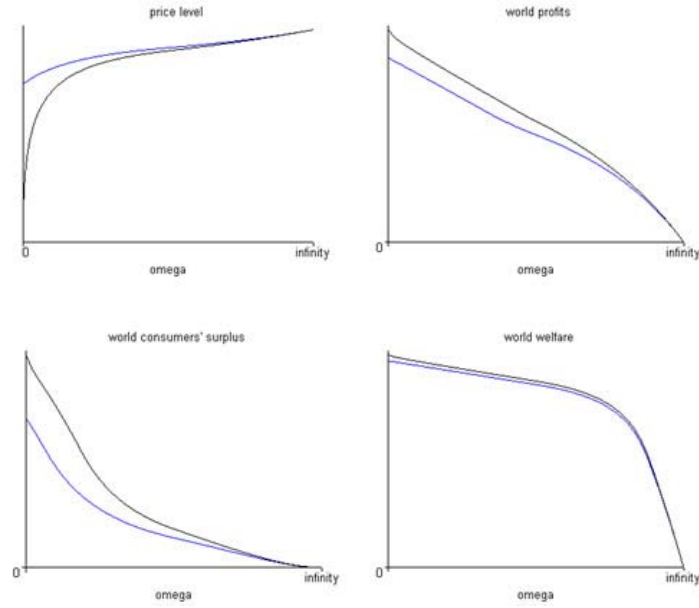 price level
0
infinity
omega
world profits
0
infinity
omega
world consumers' surplus
0
infinity
omega
world welfare
0
infinity
omega